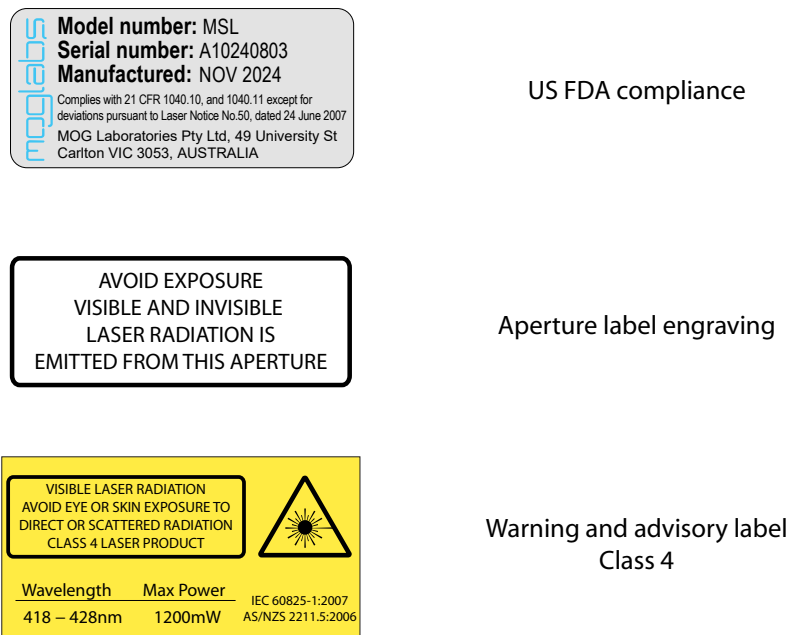 moglabs
Model number: MSL
Serial number: A10240803
Manufactured: NOV 2024
Complies with 21 CFR 1040.10, and 1040.11 except for
deviations pursuant to Laser Notice No.50, dated 24 June 2007
MOG Laboratories Pty Ltd, 49 University St
Carlton VIC 3053, AUSTRALIA
US FDA compliance
AVOID EXPOSURE
VISIBLE AND INVISIBLE
LASER RADIATION IS
EMITTED FROM THIS APERTURE
Aperture label engraving
VISIBLE LASER RADIATION
AVOID EYE OR SKIN EXPOSURE TO
DIRECT OR SCATTERED RADIATION
CLASS 4 LASER PRODUCT
Wavelength Max Power
418 – 428nm 1200mW
IEC 60825-1:2007
AS/NZS 2211.5:2006
Warning and advisory label
Class 4